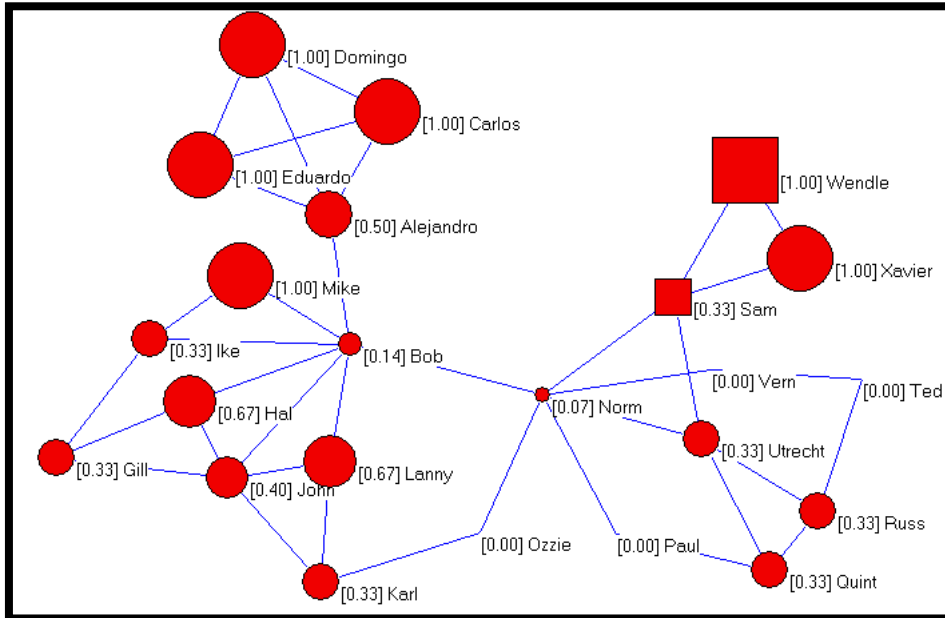 [1.00] Domingo
[1.00] Carlos
[1.00] Eduardo
[1.00] Wendle
[0.50] Alejandro
[1.00] Xavier
[1.00] Mike
[0.33] Sam
[0.33] Ike
[0.14] Bob
[0.00] Vern
[0.00] Ted
[0.67] Hal
[0.07] Norm
[0.33] Utrecht
[0.33] Gill
[0.40] John
[0.67] Lanny
[0.33] Russ
[0.00] Ozzie
[0.00] Paul
[0.33] Karl
[0.33] Quint